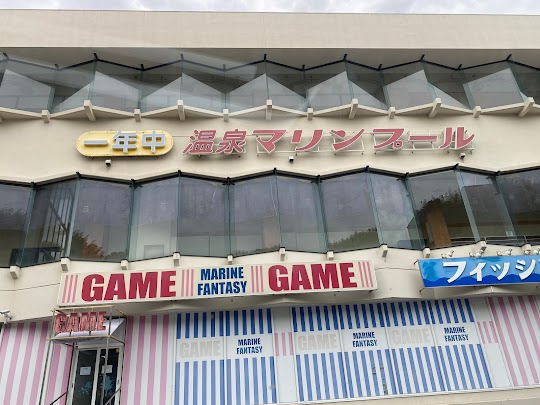 一年中 温泉マリンプール
GAME MARINE FANTASY GAME
フィッシ
GAME
GAME MARINE FANTASY GAME MARINE FANTASY MARINE FANTASY